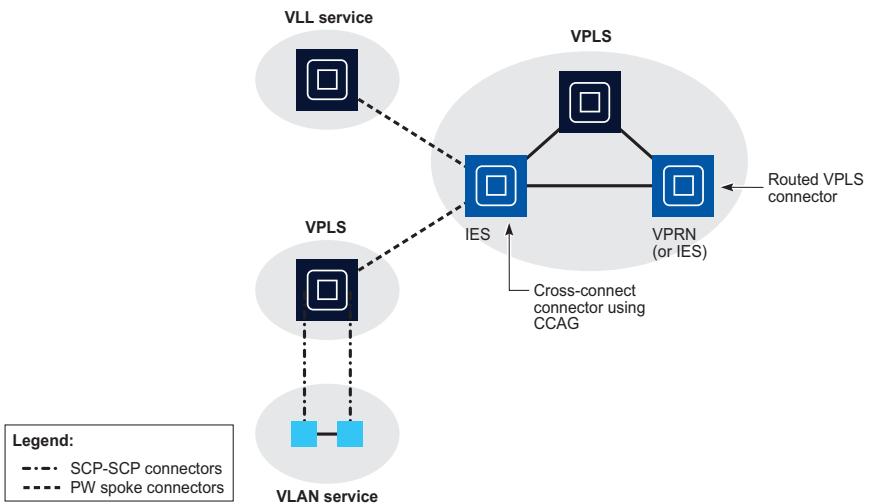 VLL service
VPLS
Routed VPLS
connector
VPLS
IES
VPRN
(or IES)
Cross-connect
connector using
CCAG
Legend:
SCP-SCP connectors
PW spoke connectors
VLAN service